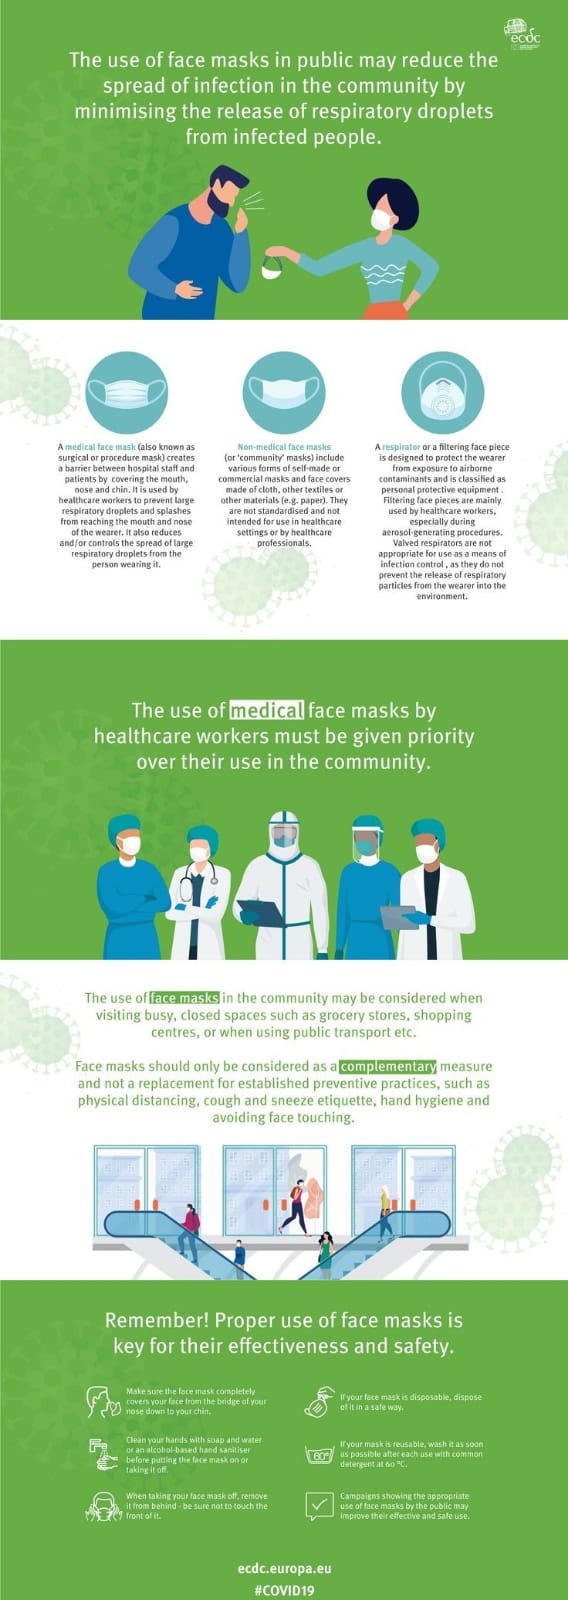 ecdc
The use of face masks in public may reduce the
spread of infection in the community by
minimising the release of respiratory droplets
from infected people.
A medical face mask (also known as
surgical or procedure mask) creates
a barrier between hospital staff and
patients by covering the mouth,
nose and chin. It is used by
healthcare workers to prevent large
respiratory droplets and splashes
from reaching the mouth and nose
of the wearer. It also reduces
and/or controls the spread of large
respiratory droplets from the
person wearing it.
Non-medical face masks
(or 'community' masks) include
various forms of self-made or
commercial masks and face covers
made of cloth, other textiles or
other materials (e.g. paper). They
are not standardised and not
intended for use in healthcare
settings or by healthcare
professionals.
A respirator or a filtering face piece
is designed to protect the wearer
from exposure to airborne
contaminants and is classified as
personal protective equipment .
Filtering face pieces are mainly
used by healthcare workers,
especially during
aerosol-generating procedures.
Valved respirators are not
appropriate for use as a means of
infection control , as they do not
prevent the release of respiratory
particles from the wearer into the
environment.
The use of medical face masks by
healthcare workers must be given priority
over their use in the community.
The use of face masks in the community may be considered when
visiting busy, closed spaces such as grocery stores, shopping
centres, or when using public transport etc.
Face masks should only be considered as a complementary measure
and not a replacement for established preventive practices, such as
physical distancing, cough and sneeze etiquette, hand hygiene and
avoiding face touching.
Remember! Proper use of face masks is
key for their effectiveness and safety.
Make sure the face mask completely
covers your face from the bridge of your
nose down to your chin.
Clean your hands with soap and water
or an alcohol-based hand sanitiser
before putting the face mask on or
taking it off.
When taking your face mask off, remove
it from behind - be sure not to touch the
front of it.
If your face mask is disposable, dispose
of it in a safe way.
60°
If your mask is reusable, wash it as soon
as possible after each use with common
detergent at 60 °C.
Campaigns showing the appropriate
use of face masks by the public may
improve their effective and safe use.
ecdc.europa.eu
#COVID19